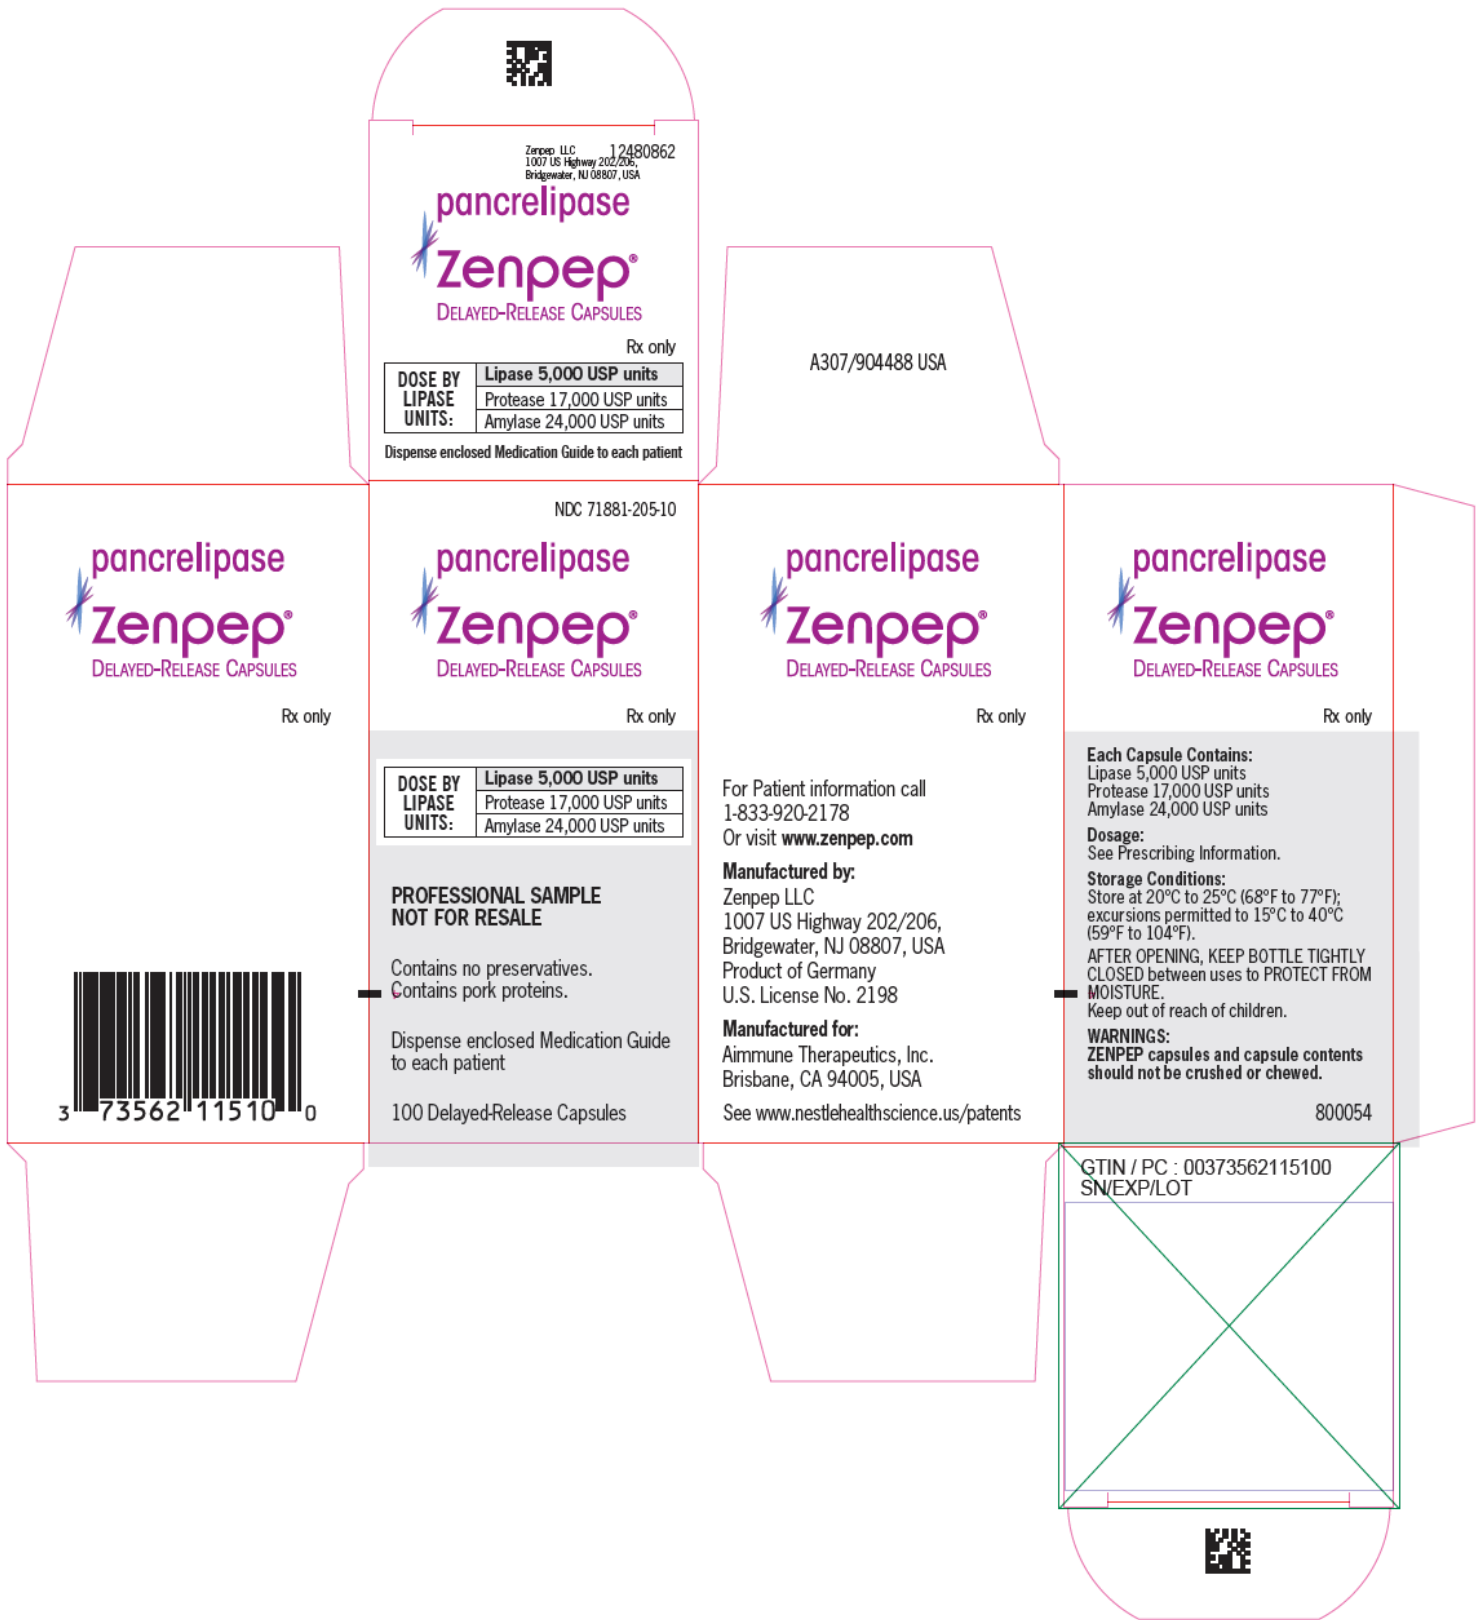 Zenpep LLC 12480862
1007 US Highway 202/206,
Bridgewater, NJ 08807, USA
pancrelipase
Zenpep®
DELAYED-RELEASE CAPSULES
Rx only
DOSE BY
LIPASE
UNITS:
Lipase 5,000 USP units
Protease 17,000 USP units
Amylase 24,000 USP units
Dispense enclosed Medication Guide to each patient
A307/904488 USA
pancrelipase
Zenpep®
DELAYED-RELEASE CAPSULES
Rx only
3 73562 11510 0
NDC 71881-205-10
pancrelipase
Zenpep®
DELAYED-RELEASE CAPSULES
Rx only
DOSE BY
LIPASE
UNITS:
Lipase 5,000 USP units
Protease 17,000 USP units
Amylase 24,000 USP units
PROFESSIONAL SAMPLE
NOT FOR RESALE
Contains no preservatives.
Contains pork proteins.
Dispense enclosed Medication Guide
to each patient
100 Delayed-Release Capsules
pancrelipase
Zenpep®
DELAYED-RELEASE CAPSULES
Rx only
For Patient information call
1-833-920-2178
Or visit www.zenpep.com
Manufactured by:
Zenpep LLC
1007 US Highway 202/206,
Bridgewater, NJ 08807, USA
Product of Germany
U.S. License No. 2198
Manufactured for:
Aimmune Therapeutics, Inc.
Brisbane, CA 94005, USA
See www.nestlehealthscience.us/patents
pancrelipase
Zenpep®
DELAYED-RELEASE CAPSULES
Rx only
Each Capsule Contains:
Lipase 5,000 USP units
Protease 17,000 USP units
Amylase 24,000 USP units
Dosage:
See Prescribing Information.
Storage Conditions:
Store at 20°C to 25°C (68°F to 77°F);
excursions permitted to 15°C to 40°C
(59°F to 104°F).
AFTER OPENING, KEEP BOTTLE TIGHTLY
CLOSED between uses to PROTECT FROM
MOISTURE.
Keep out of reach of children.
WARNINGS:
ZENPEP capsules and capsule contents
should not be crushed or chewed.
800054
GTIN / PC : 00373562115100
SN/EXP/LOT